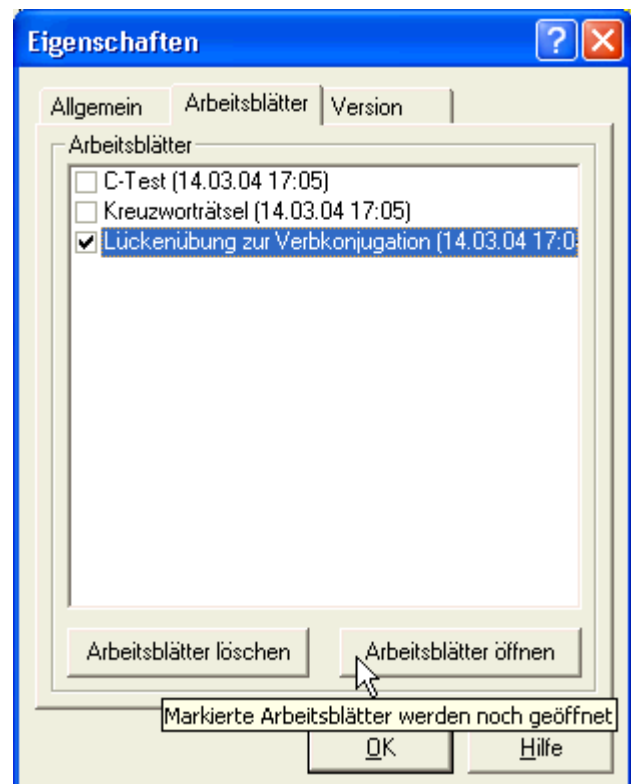 Eigenschaften
Allgemein Arbeitsblätter Version
Arbeitsblätter
C-Test (14.03.04 17:05)
Kreuzworträtsel (14.03.04 17:05)
Lückenübung zur Verbkonjugation (14.03.04 17:0
Arbeitsblätter löschen Arbeitsblätter öffnen
Markierte Arbeitsblätter werden noch geöffnet
OK Hilfe